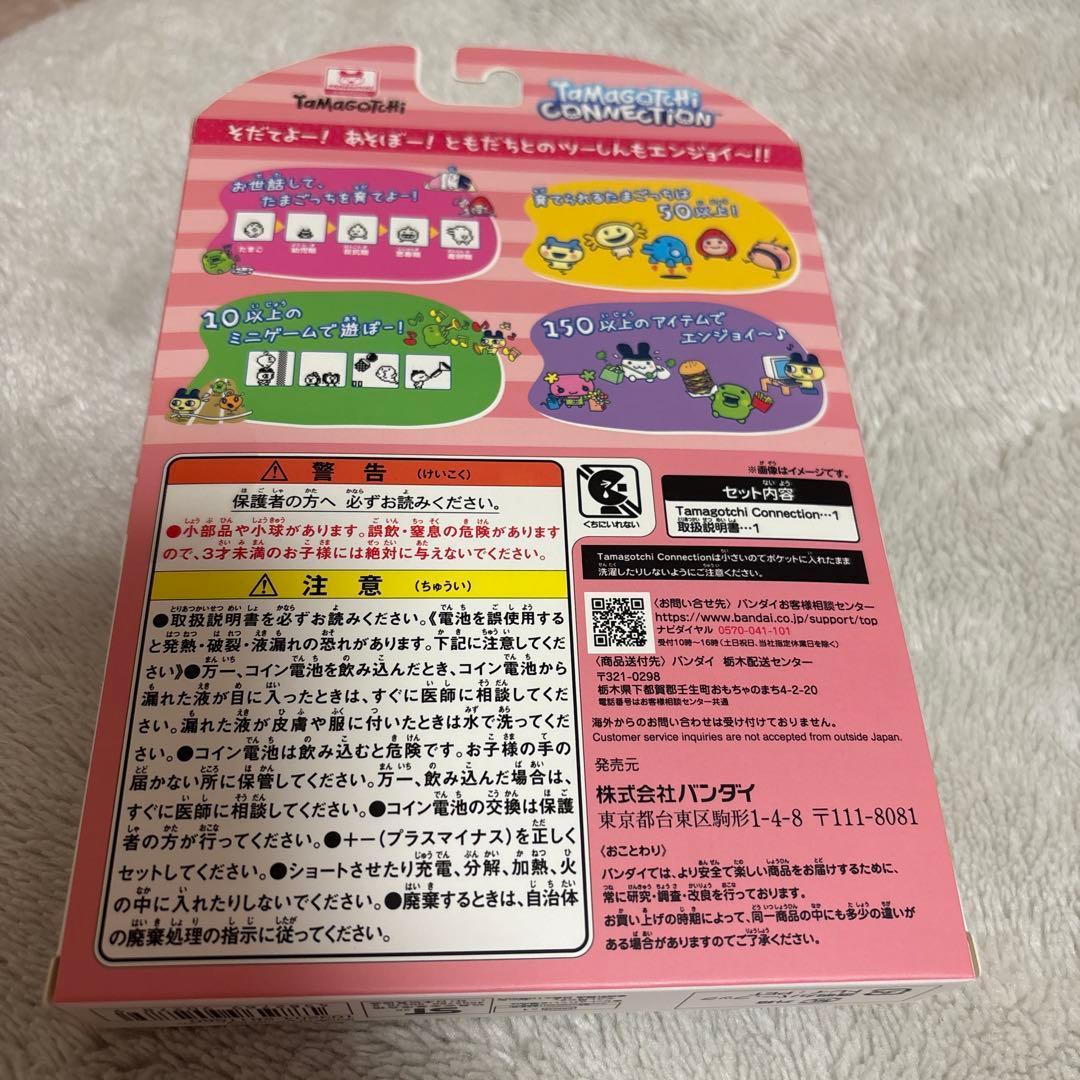 TAMAGOTCHI
TAMAGOTCHI
CONNECTION
そだてよー! あそぼー! ともだちとのツーしんもエンジョイ〜!!
お世話して、
たまごっちを育てよー!
たまご
幼児期
反抗期
思春期
育てられるたまごっちは
50以上!
10以上の
ミニゲームで遊ぼー!
150以上のアイテムで
エンジョイ〜♪
⚠ 警告 (けいこく)
保護者の方へ 必ずお読みください。
●小部品や小球があります。誤飲・窒息の危険があります
ので、3才未満のお子様には絶対に与えないでください。
⚠ 注意 (ちゅうい)
●取扱説明書を必ずお読みください。《電池を誤使用する
と発熱・破裂・液漏れの恐れがあります。下記に注意してくだ
さい》●万一、コイン電池を飲み込んだとき、コイン電池から
漏れた液が目に入ったときは、すぐに医師に相談してくだ
さい。漏れた液が皮膚や服に付いたときは水で洗ってくだ
さい。●コイン電池は飲み込むと危険です。お子様の手の
届かない所に保管してください。万一、飲み込んだ場合は、
すぐに医師に相談してください。●コイン電池の交換は保護
者の方が行ってください。●+−(プラスマイナス)を正しく
セットしてください。●ショートさせたり充電、分解、加熱、火
の中に入れたりしないでください。●廃棄するときは、自治体
の廃棄処理の指示に従ってください。
くちにいれない
※画像はイメージです。
セット内容
Tamagotchi Connection…1
取扱説明書…1
Tamagotchi Connectionは小さいのでポケットに入れたまま
洗濯したりしないようにご注意ください。
〈お問い合せ先〉バンダイお客様相談センター
https://www.bandai.co.jp/support/top
ナビダイヤル 0570-041-101
受付10時〜16時(土日祝日、当社指定休業日を除く)
〈商品送付先〉バンダイ 栃木配送センター
〒321-0298
栃木県下都賀郡壬生町おもちゃのまち4-2-20
電話番号はお客様相談センター共通
海外からのお問い合わせは受け付けておりません。
Customer service inquiries are not accepted from outside Japan.
発売元
株式会社バンダイ
東京都台東区駒形1-4-8 〒111-8081
〈おことわり〉
バンダイでは、より安全で楽しい商品をお届けするために、
常に研究・調査・改良を行っております。
お買い上げの時期によって、同一商品の中にも多少の違いが
ある場合がありますのでご了承ください。
ST